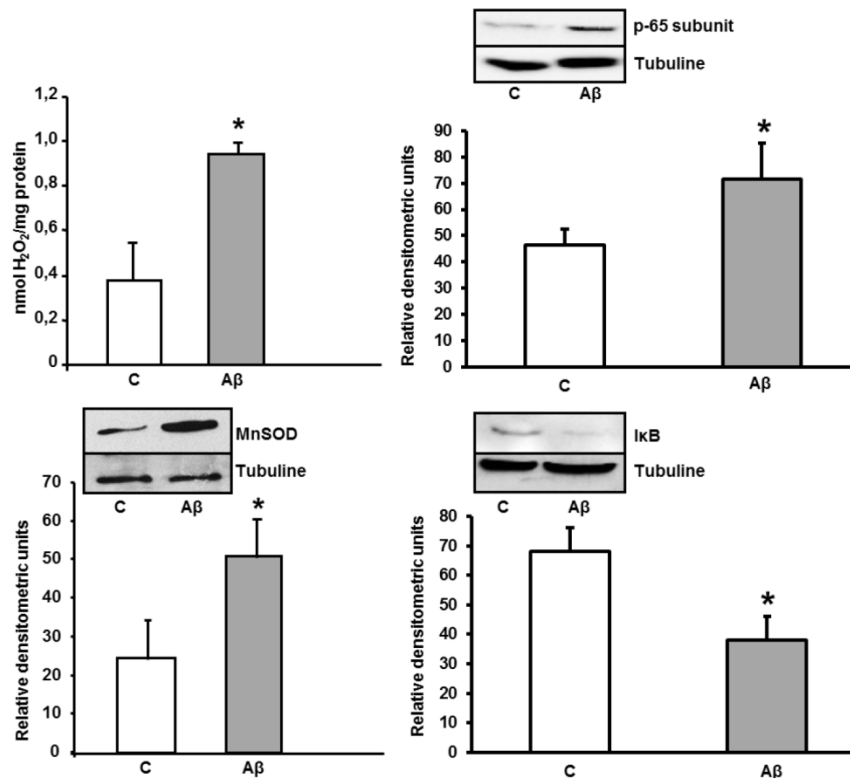 nmol H₂O₂/mg protein
1,2
1,0
0,8
0,6
0,4
0,2
0
*
C
Aβ
p-65 subunit
Tubuline
C
Aβ
Relative densitometric units
90
80
70
60
50
40
30
20
10
0
*
C
Aβ
MnSOD
Tubuline
C
Aβ
Relative densitometric units
70
60
50
40
30
20
10
0
*
C
Aβ
IκB
Tubuline
C
Aβ
Relative densitometric units
80
70
60
50
40
30
20
10
0
*
C
Aβ